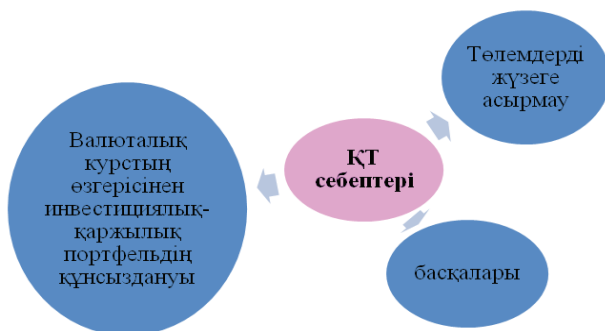 Төлемдерді
жүзеге
асырмау
Валюталық
курстың
өзгерісінен
инвестициялық-
қаржылық
портфельдің
құнсыздануы
ҚТ
себептері
басқалары